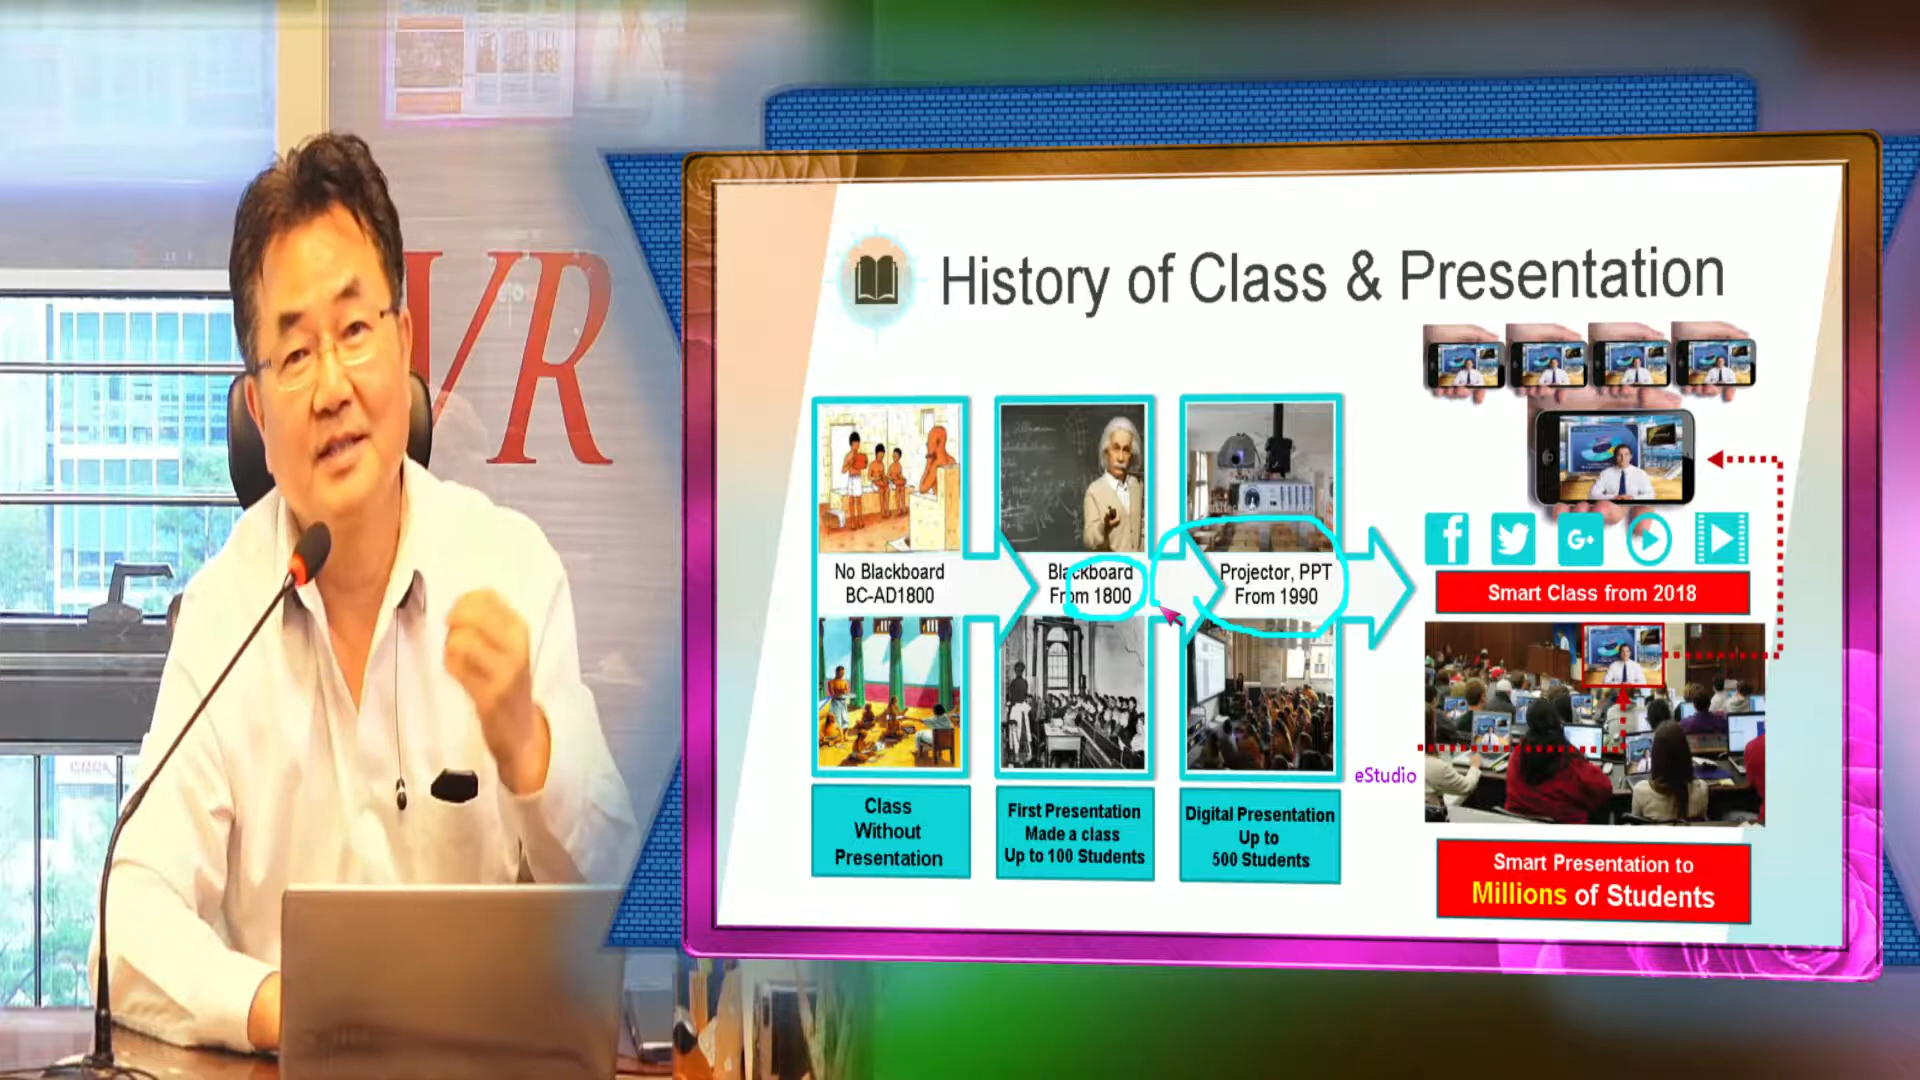 VR
History of Class & Presentation
No Blackboard
BC-AD1800
Blackboard
From 1800
Projector, PPT
From 1990
f
G+
Smart Class from 2018
eStudio
Class
Without
Presentation
First Presentation
Made a class
Up to 100 Students
Digital Presentation
Up to
500 Students
Smart Presentation to
Millions of Students